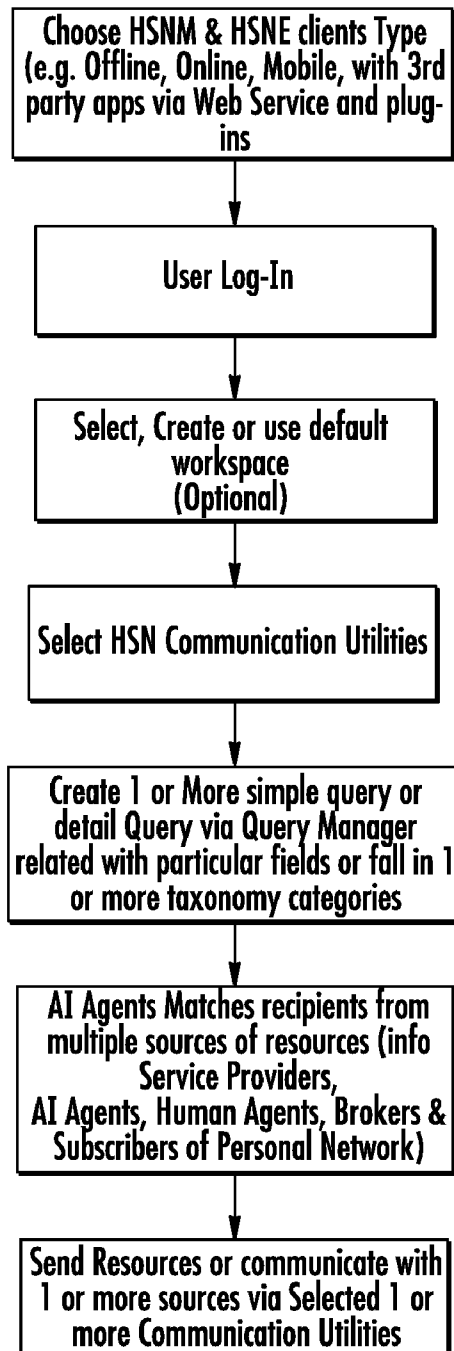 Choose HSNM & HSNE clients Type
(e.g. Offline, Online, Mobile, with 3rd
party apps via Web Service and plug-
ins
User Log-In
Select, Create or use default
workspace
(Optional)
Select HSN Communication Utilities
Create 1 or More simple query or
detail Query via Query Manager
related with particular fields or fall in 1
or more taxonomy categories
AI Agents Matches recipients from
multiple sources of resources (info
Service Providers,
AI Agents, Human Agents, Brokers &
Subscribers of Personal Network)
Send Resources or communicate with
1 or more sources via Selected 1 or
more Communication Utilities